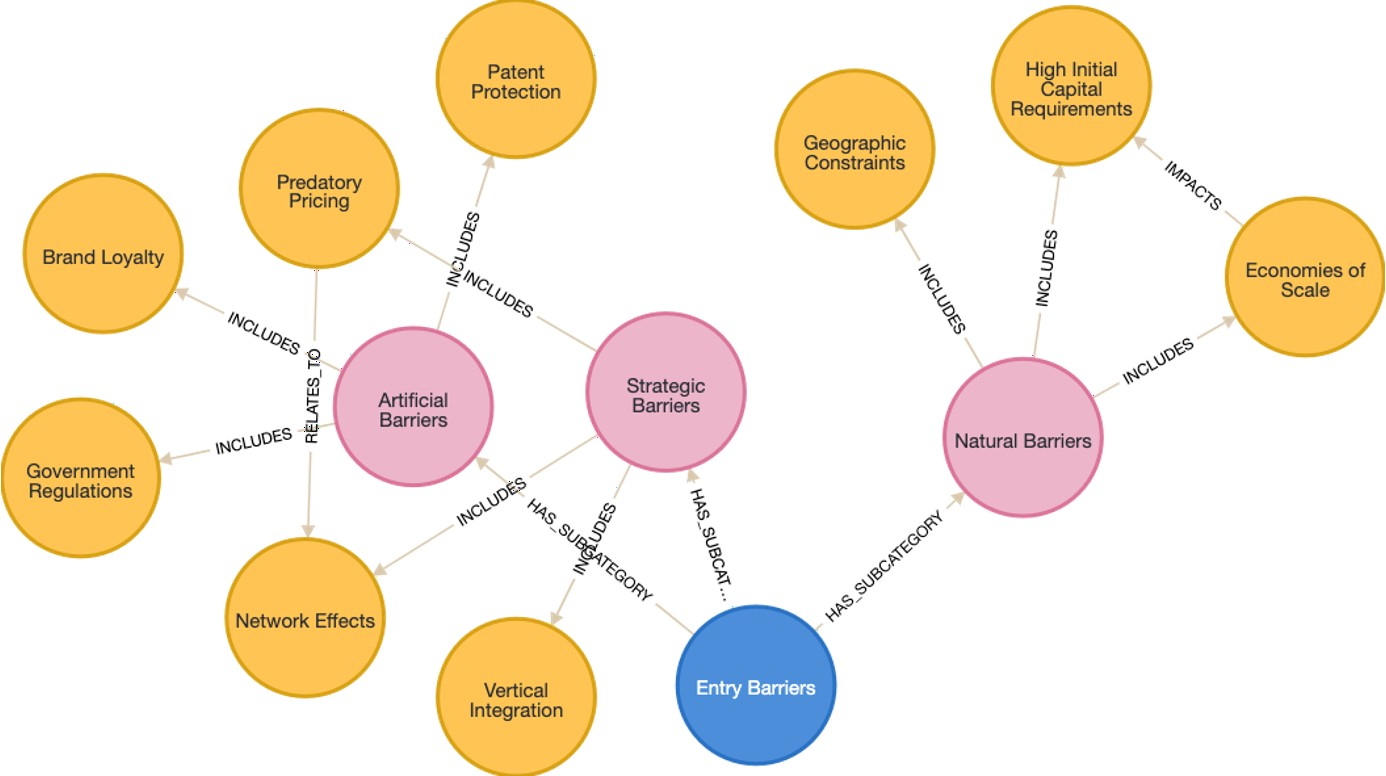 Patent
Protection
High Initial
Capital
Requirements
Geographic
Constraints
Predatory
Pricing
IMPACTS
Brand Loyalty
INCLUDES
INCLUDES
INCLUDES
INCLUDES
Economies of
Scale
INCLUDES
RELATES_TO
INCLUDES
Artificial
Barriers
Strategic
Barriers
Natural Barriers
INCLUDES
Government
Regulations
INCLUDES
HAS_SUBCATEGORY
INCLUDES
HAS_SUBCAT...
HAS_SUBCATEGORY
Network Effects
Vertical
Integration
Entry Barriers